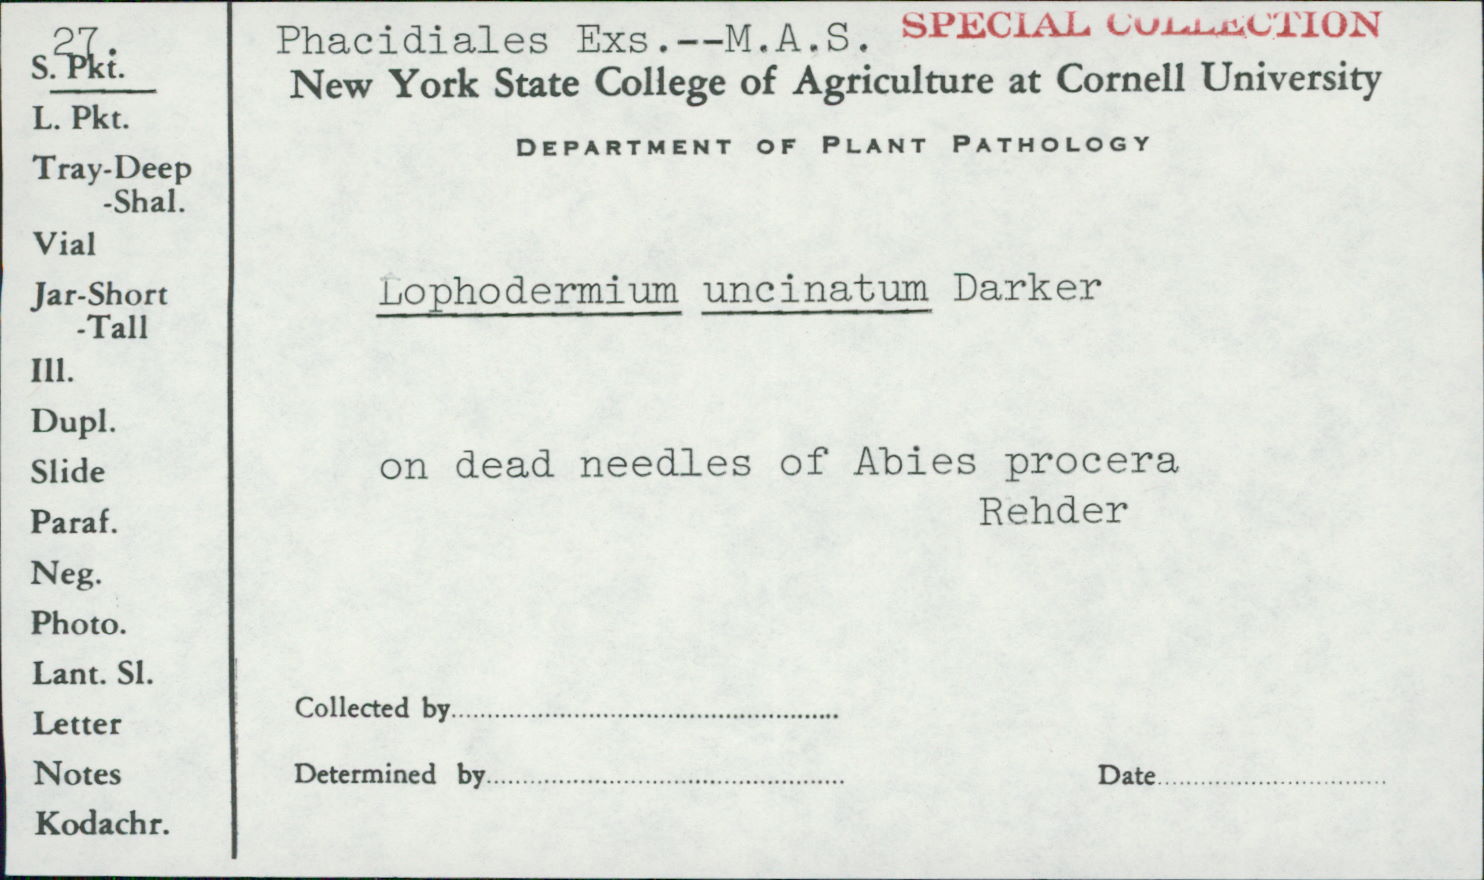 27.
S. Pkt.
L. Pkt.
Tray-Deep
-Shal.
Vial
Jar-Short
-Tall
Ill.
Dupl.
Slide
Paraf.
Neg.
Photo.
Lant. Sl.
Letter
Notes
Kodachr.
Phacidiales Exs.--M.A.S. SPECIAL COLLECTION
New York State College of Agriculture at Cornell University
DEPARTMENT OF PLANT PATHOLOGY
Lophodermium uncinatum Darker
on dead needles of Abies procera
Rehder
Collected by
Determined by
Date